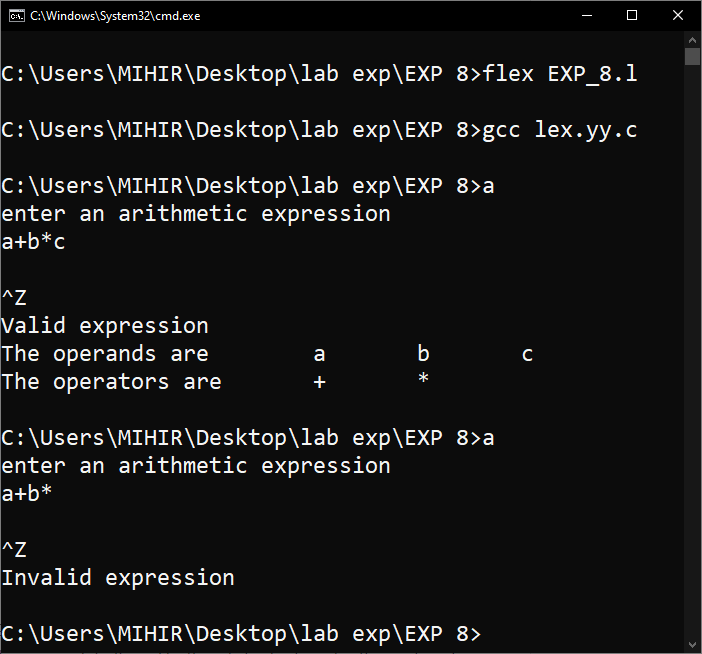 C:\Windows\System32\cmd.exe
C:\Users\MIHIR\Desktop\lab exp\EXP 8>flex EXP_8.l
C:\Users\MIHIR\Desktop\lab exp\EXP 8>gcc lex.yy.c
C:\Users\MIHIR\Desktop\lab exp\EXP 8>a
enter an arithmetic expression
a+b*c
^Z
Valid expression
The operands are        a       b       c
The operators are       +       *
C:\Users\MIHIR\Desktop\lab exp\EXP 8>a
enter an arithmetic expression
a+b*
^Z
Invalid expression
C:\Users\MIHIR\Desktop\lab exp\EXP 8>